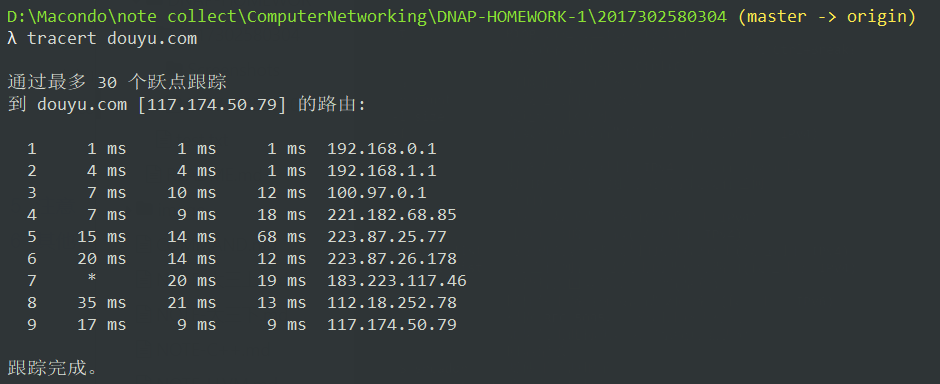 D:\Macondo\note collect\ComputerNetworking\DNAP-HOMEWORK-1\2017302580304 (master -> origin)
λ tracert douyu.com
通过最多 30 个跃点跟踪
到 douyu.com [117.174.50.79] 的路由:
1 1 ms 1 ms 1 ms 192.168.0.1
2 4 ms 4 ms 1 ms 192.168.1.1
3 7 ms 10 ms 12 ms 100.97.0.1
4 7 ms 9 ms 18 ms 221.182.68.85
5 15 ms 14 ms 68 ms 223.87.25.77
6 20 ms 14 ms 12 ms 223.87.26.178
7 * 20 ms 19 ms 183.223.117.46
8 35 ms 21 ms 13 ms 112.18.252.78
9 17 ms 9 ms 9 ms 117.174.50.79
跟踪完成。